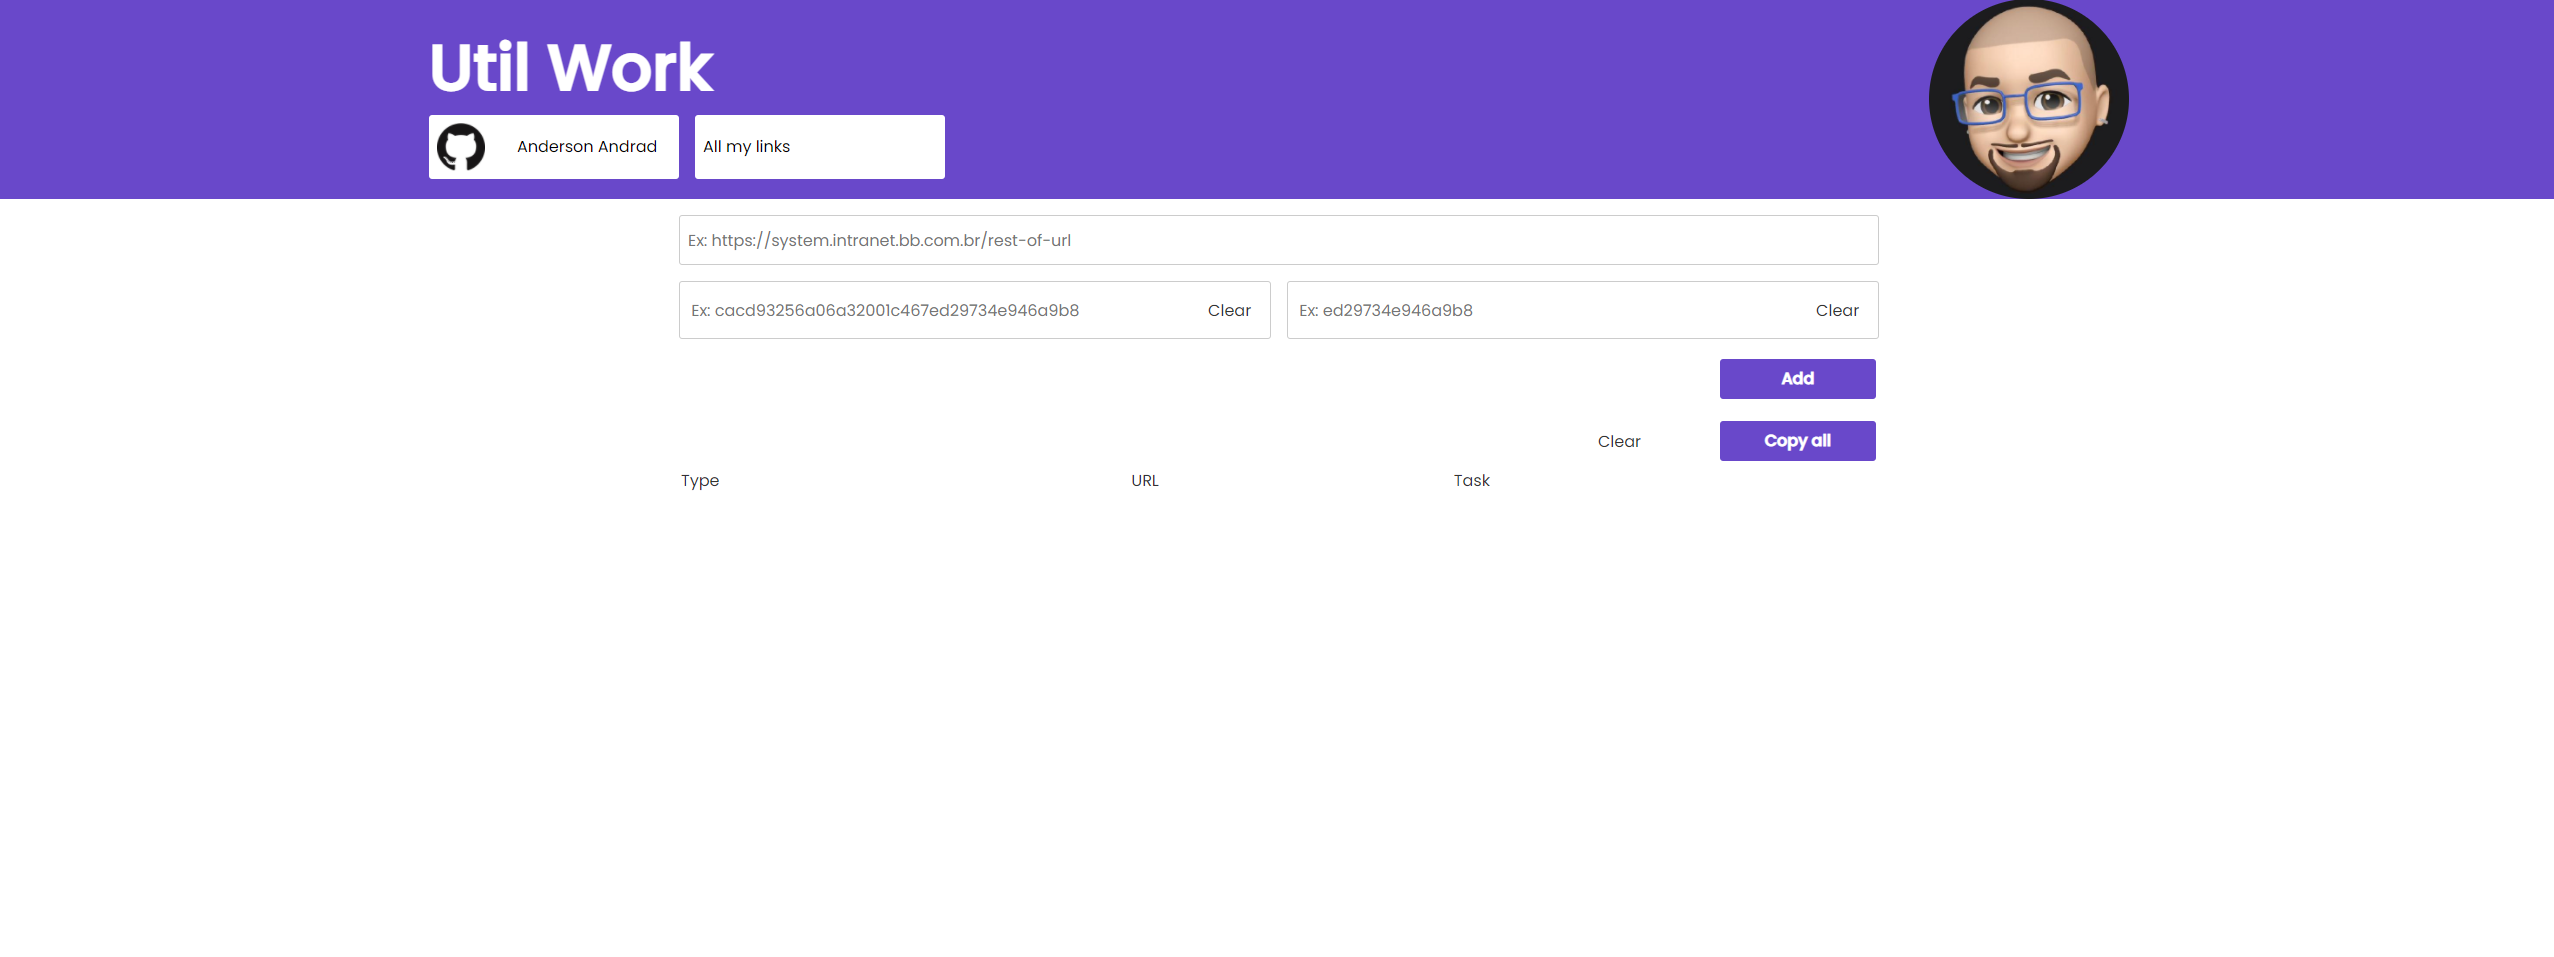 Util Work
Anderson Andrad
All my links
Ex: https://system.intranet.bb.com.br/rest-of-url
Ex: cacd93256a06a32001c467ed29734e946a9b8 Clear
Ex: ed29734e946a9b8 Clear
Add
Clear Copy all
Type URL Task